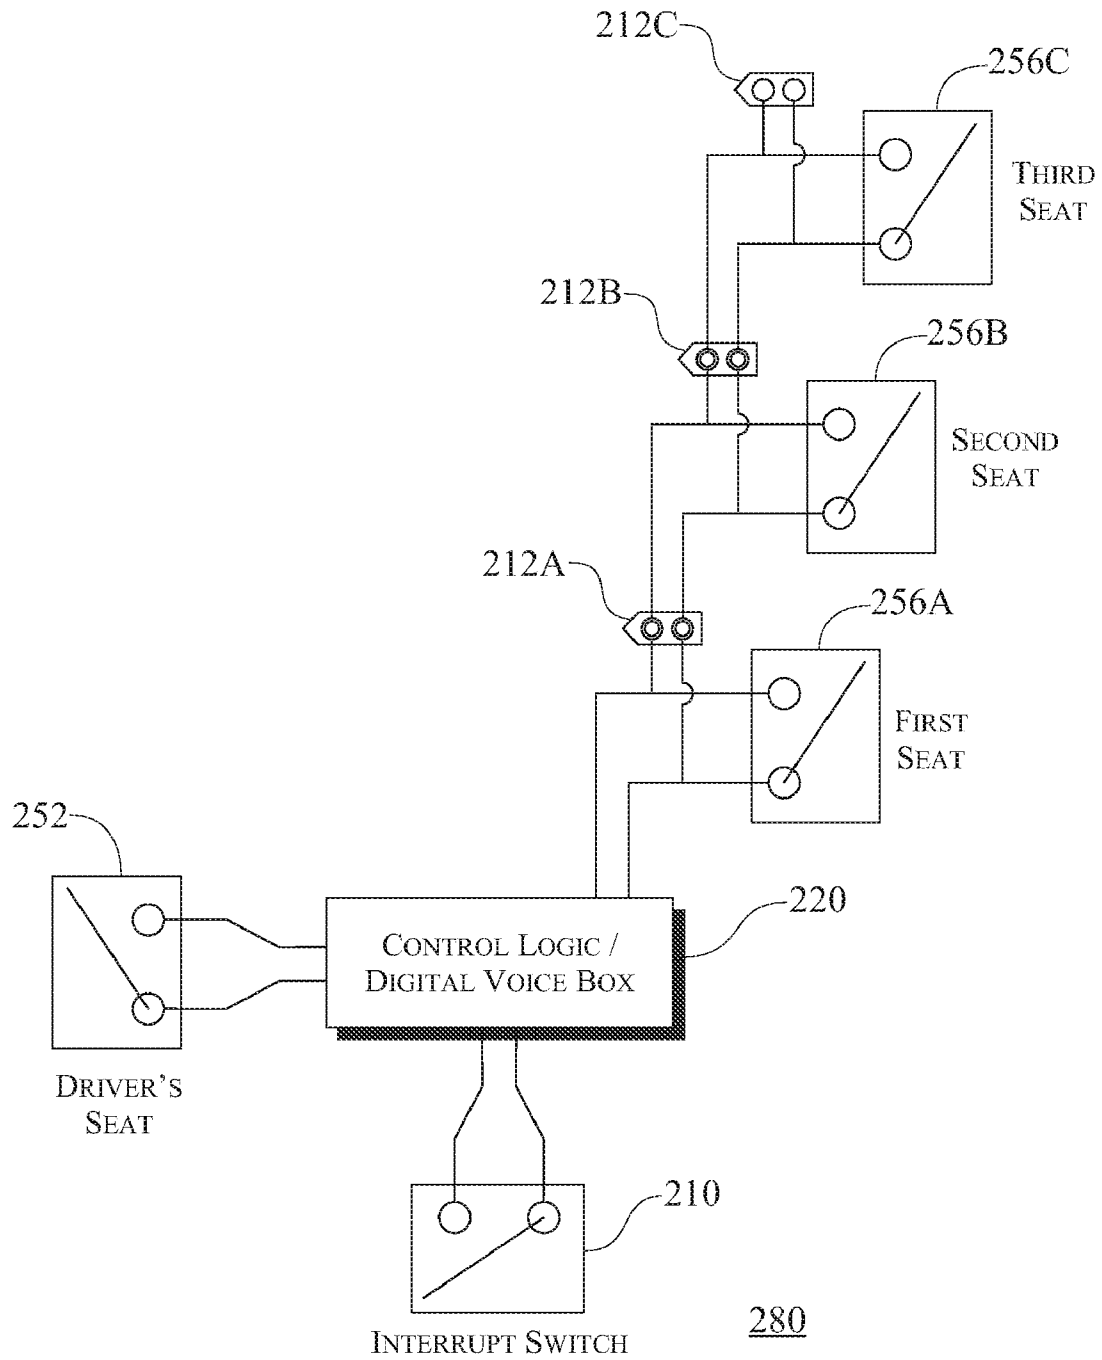 212C
256C
THIRD
SEAT
212B
256B
SECOND
SEAT
212A
256A
FIRST
SEAT
252
220
CONTROL LOGIC /
DIGITAL VOICE BOX
DRIVER'S
SEAT
210
280
INTERRUPT SWITCH